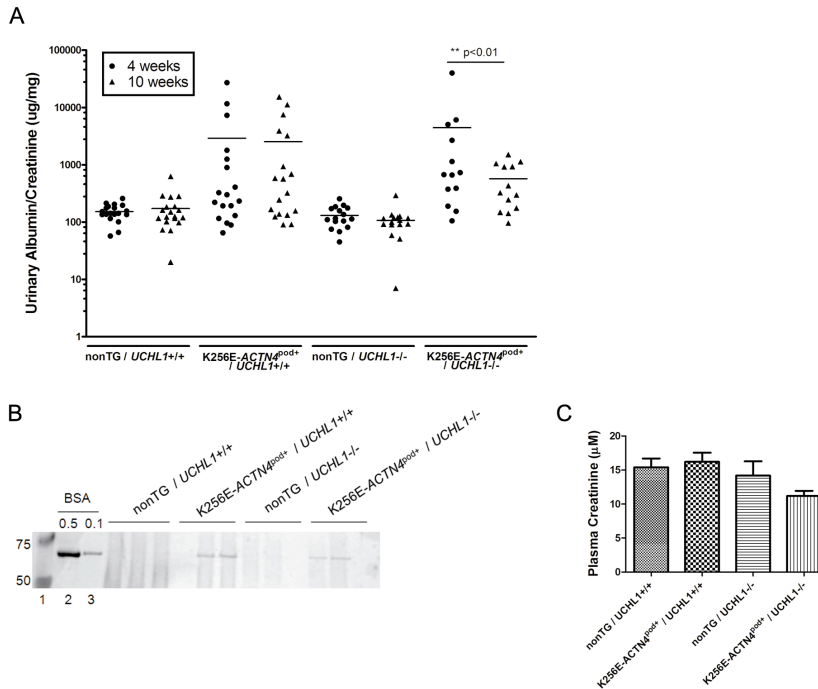 A
Urinary Albumin/Creatinine (ug/mg)
100000
10000
1000
100
10
1
4 weeks
10 weeks
** p<0.01
nonTG / UCHL1+/+
K256E-ACTN4pod+
/ UCHL1+/+
nonTG / UCHL1-/-
K256E-ACTN4pod+
/ UCHL1-/-
B
BSA
0.5 0.1
nonTG / UCHL1+/+
K256E-ACTN4pod+ / UCHL1+/+
nonTG / UCHL1-/-
K256E-ACTN4pod+ / UCHL1-/-
75
50
1 2 3
C
Plasma Creatinine (µM)
20
15
10
5
0
nonTG / UCHL1+/+
K256E-ACTN4pod+ / UCHL1+/+
nonTG / UCHL1-/-
K256E-ACTN4pod+ / UCHL1-/-